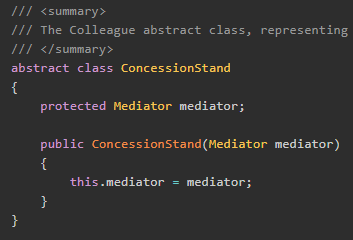 /// <summary>
/// The Colleague abstract class, representing
/// </summary>
abstract class ConcessionStand
{
    protected Mediator mediator;

    public ConcessionStand(Mediator mediator)
    {
        this.mediator = mediator;
    }
}